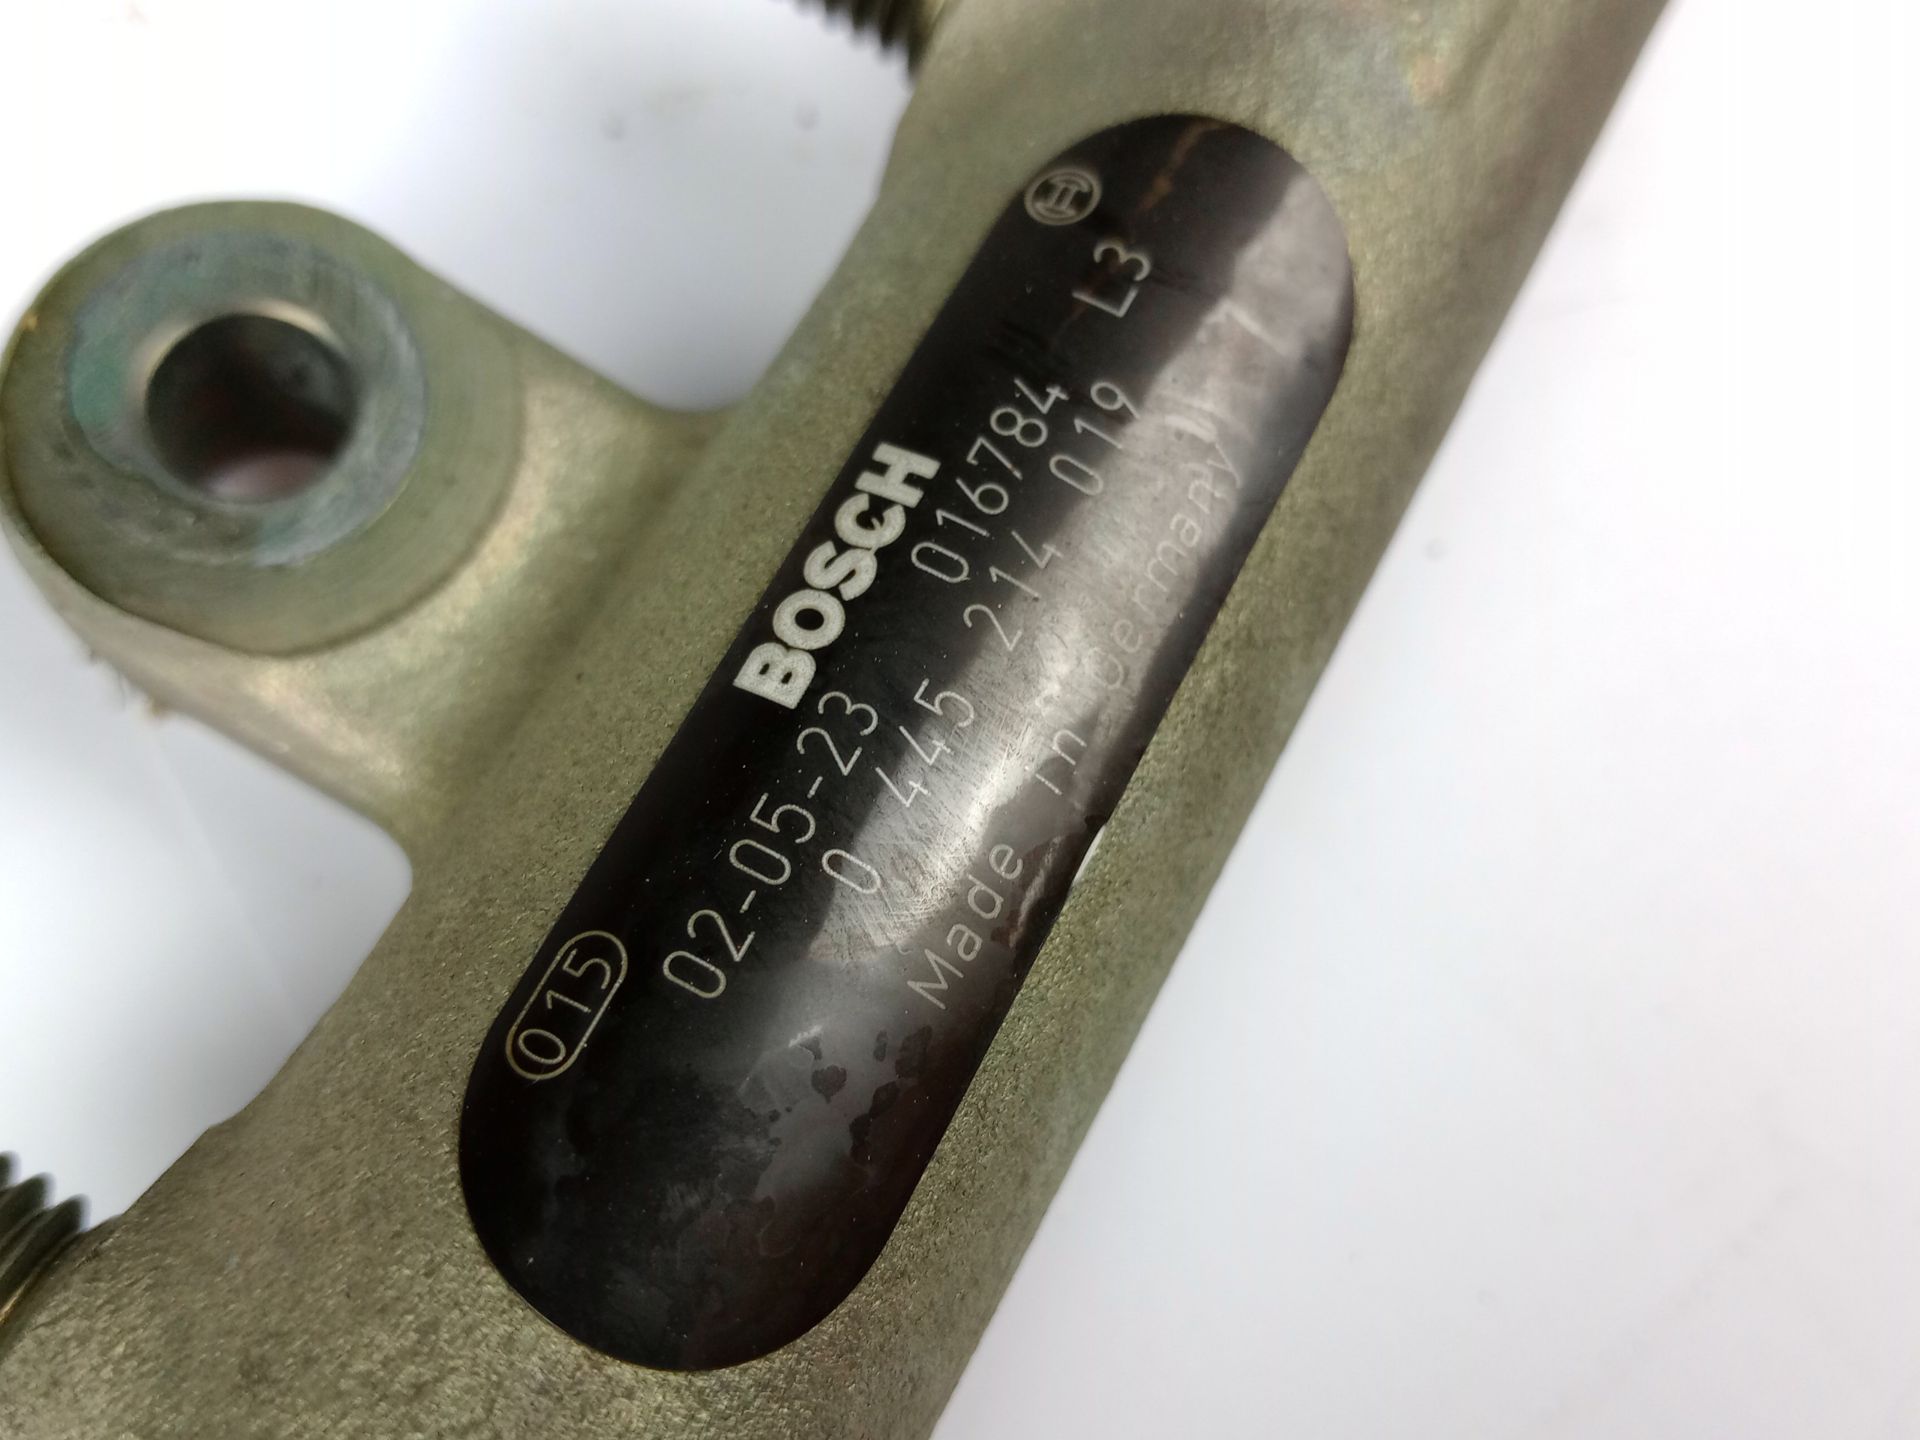 BOSCH
015
02-05-23 016784 L3
0 445 214 019
Made in Germany